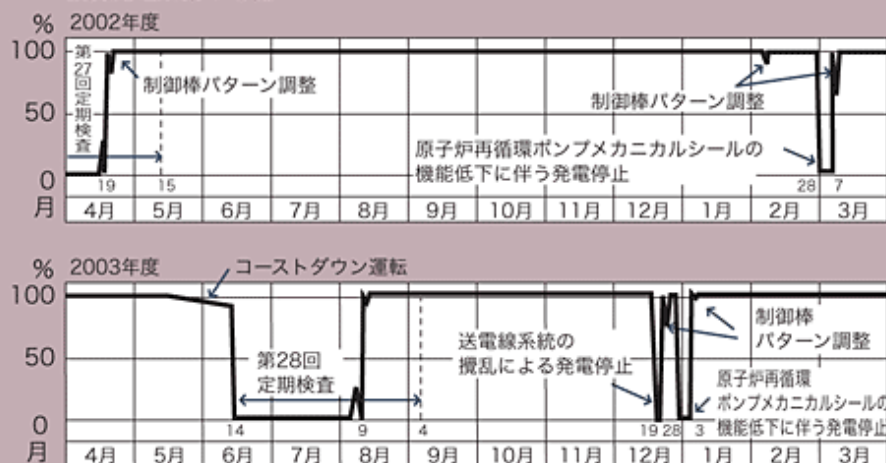 % 2002年度
100
50
0
月
第27回定期検査
制御棒パターン調整
制御棒パターン調整
原子炉再循環ポンプメカニカルシールの
機能低下に伴う発電停止
19 15 28 7
4月 5月 6月 7月 8月 9月 10月 11月 12月 1月 2月 3月
% 2003年度
100
50
0
月
コーストダウン運転
第28回
定期検査
送電線系統の
攪乱による発電停止
制御棒
パターン調整
原子炉再循環
ポンプメカニカルシールの
機能低下に伴う発電停止
14 9 4 19 28 3
4月 5月 6月 7月 8月 9月 10月 11月 12月 1月 2月 3月